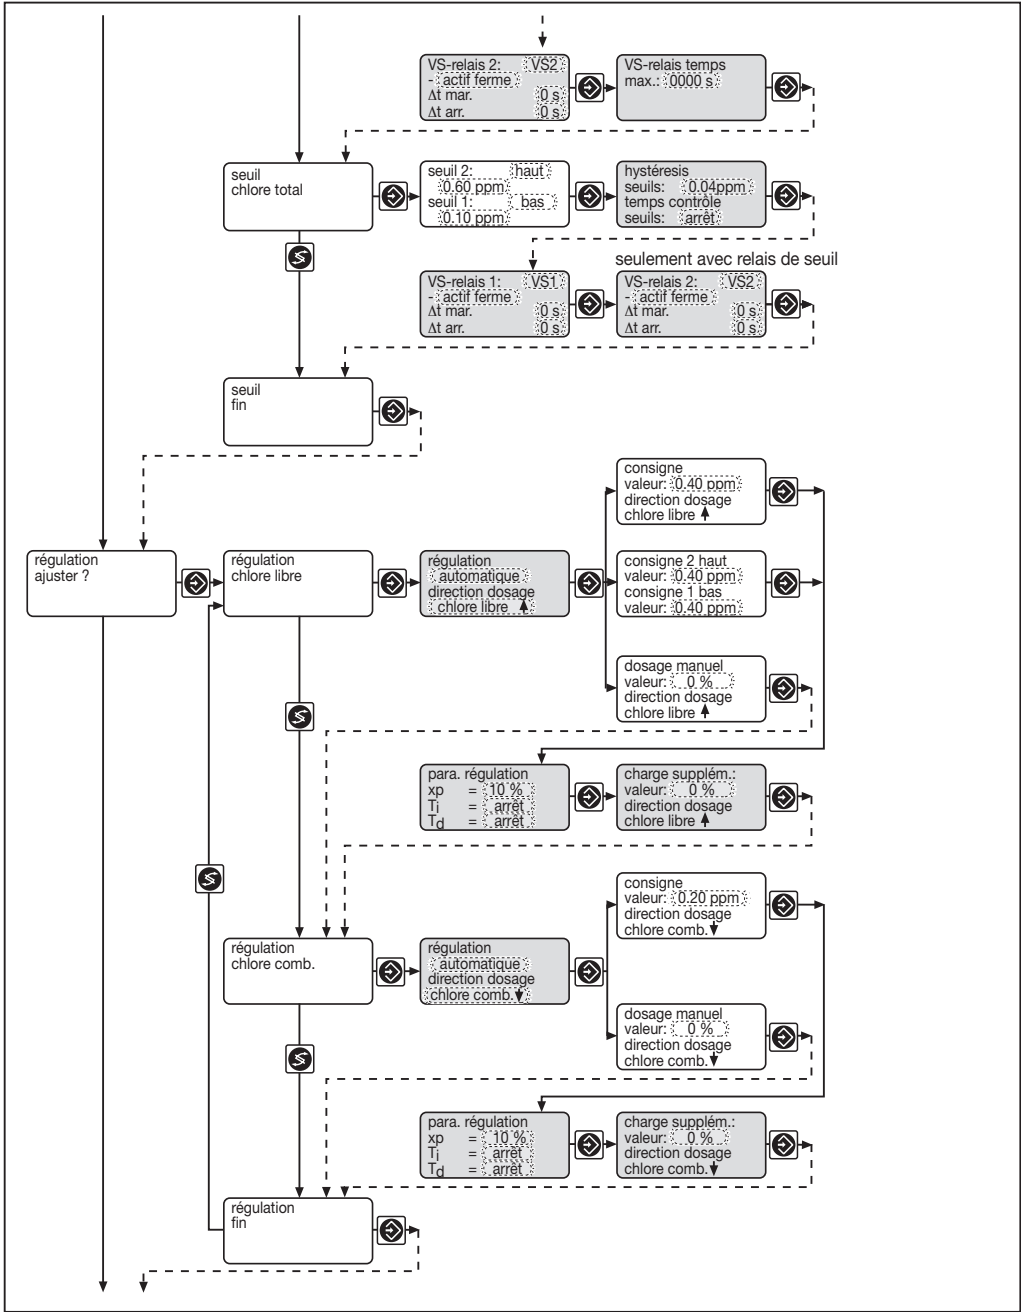 VS-relais 2: VS2
- actif ferme
Δt mar. 0 s
Δt arr. 0 s
VS-relais temps
max.: 0000 s
seuil
chlore total
seuil 2: haut
0.60 ppm
seuil 1: bas
0.10 ppm
hystéresis
seuils: 0.04ppm
temps contrôle
seuils: arrêt
seulement avec relais de seuil
VS-relais 1: VS1
- actif ferme
Δt mar. 0 s
Δt arr. 0 s
VS-relais 2: VS2
- actif ferme
Δt mar. 0 s
Δt arr. 0 s
seuil
fin
régulation
ajuster ?
régulation
chlore libre
régulation
automatique
direction dosage
chlore libre
consigne
valeur: 0.40 ppm
direction dosage
chlore libre
consigne 2 haut
valeur: 0.40 ppm
consigne 1 bas
valeur: 0.40 ppm
dosage manuel
valeur: 0 %
direction dosage
chlore libre
para. régulation
xp = 10 %
Ti = arrêt
Td = arrêt
charge supplém.:
valeur: 0 %
direction dosage
chlore libre
régulation
chlore comb.
régulation
automatique
direction dosage
chlore comb.
consigne
valeur: 0.20 ppm
direction dosage
chlore comb.
dosage manuel
valeur: 0 %
direction dosage
chlore comb.
para. régulation
xp = 10 %
Ti = arrêt
Td = arrêt
charge supplém.:
valeur: 0 %
direction dosage
chlore comb.
régulation
fin